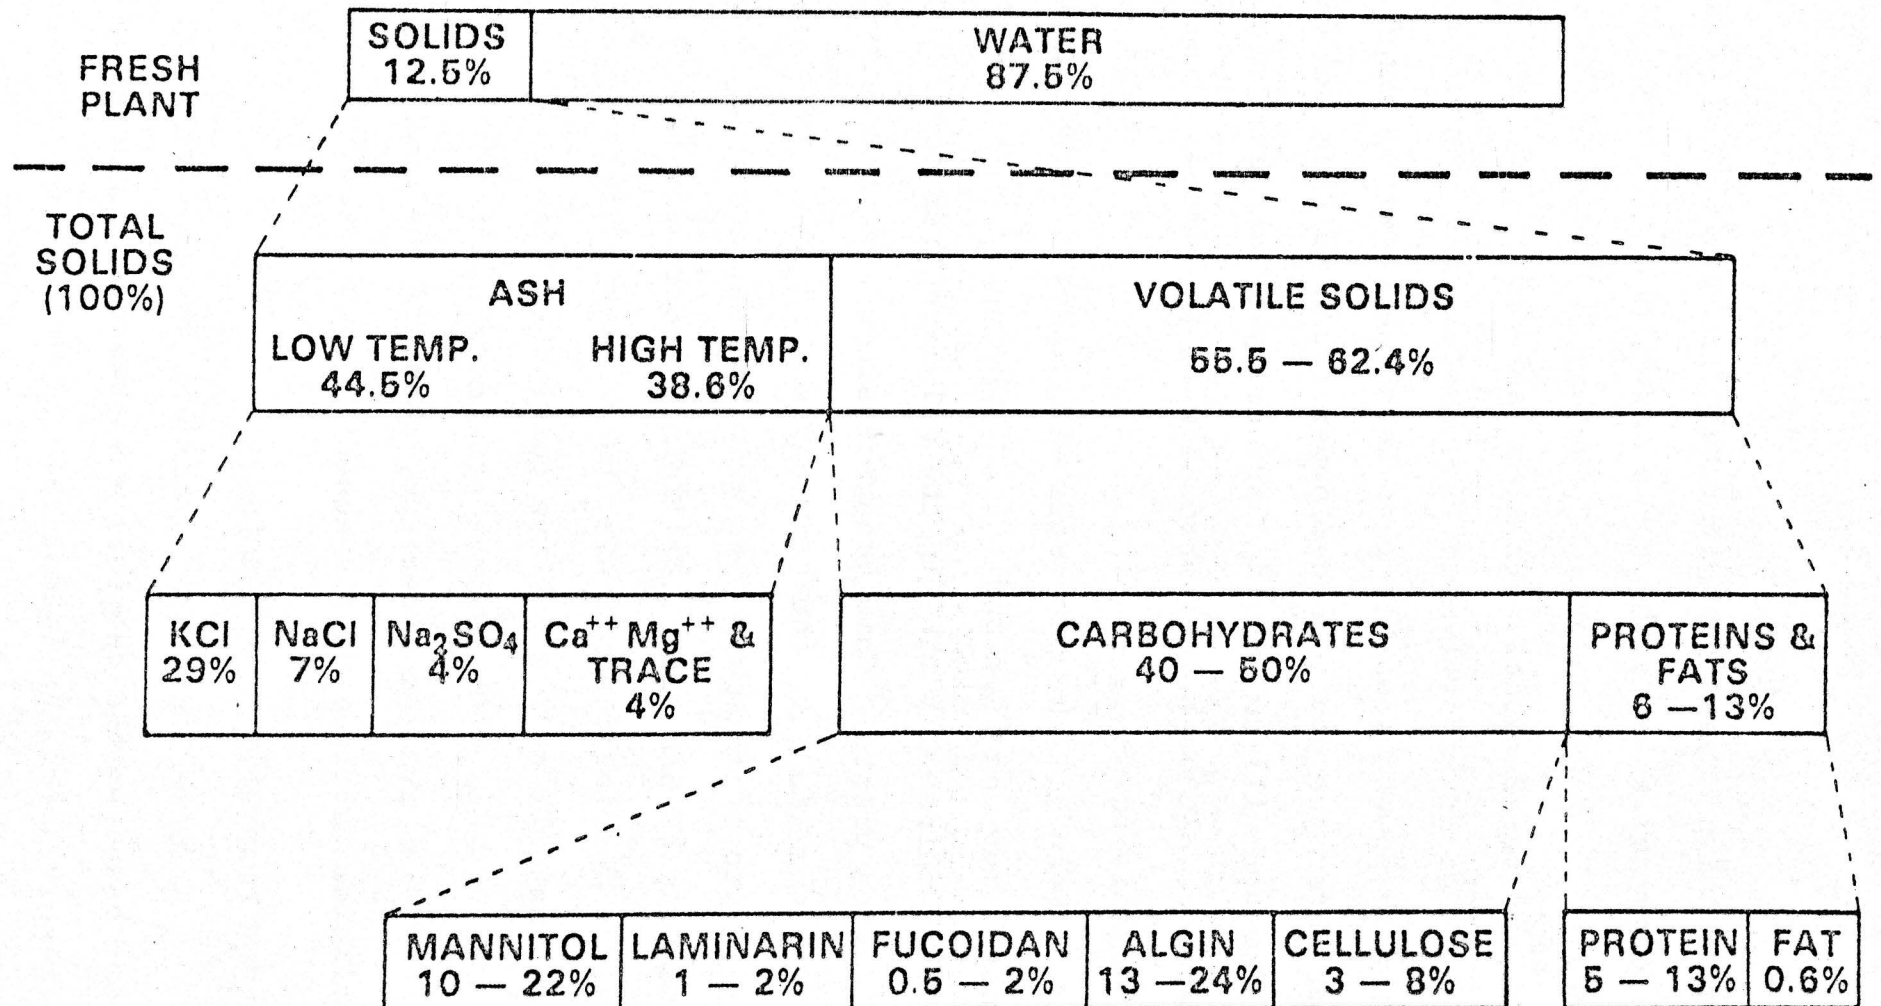 FRESH
PLANT
SOLIDS
12.5%
WATER
87.5%
TOTAL
SOLIDS
(100%)
ASH
LOW TEMP.
44.5%
HIGH TEMP.
38.6%
VOLATILE SOLIDS
55.5 — 62.4%
KCl
29%
NaCl
7%
Na₂SO₄
4%
Ca⁺⁺ Mg⁺⁺ &
TRACE
4%
CARBOHYDRATES
40 — 50%
PROTEINS &
FATS
6 —13%
MANNITOL
10 — 22%
LAMINARIN
1 — 2%
FUCOIDAN
0.5 — 2%
ALGIN
13 —24%
CELLULOSE
3 — 8%
PROTEIN
5 — 13%
FAT
0.6%